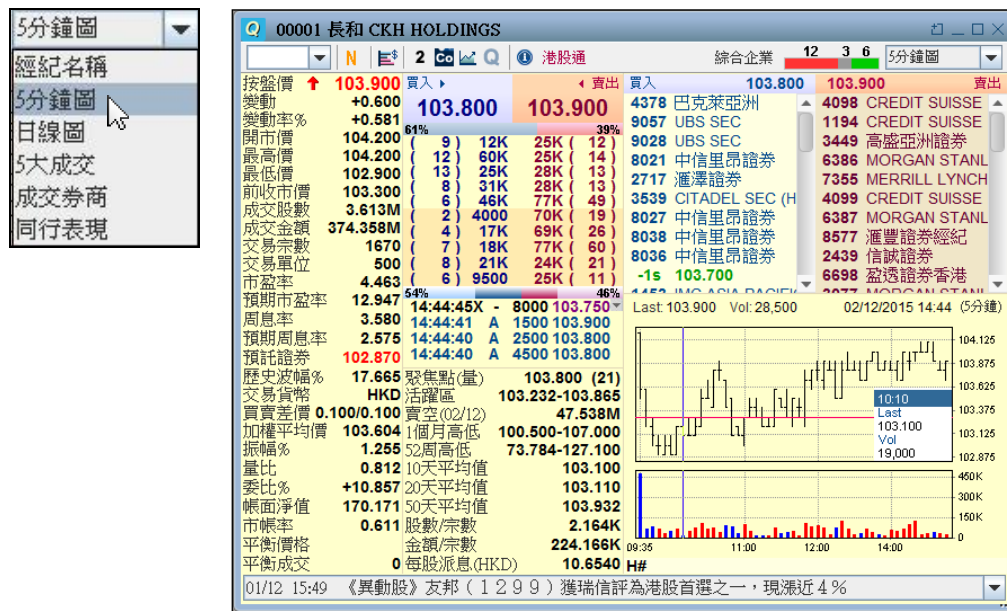 5分鐘圖
經紀名稱
5分鐘圖
日線圖
5大成交
成交券商
同行表現
Q 00001 長和 CKH HOLDINGS
N E$ 2 Co Q i 港股通 綜合企業 12 3 6 5分鐘圖
按盤價 103.900
變動 +0.600
變動率% +0.581
開市價 104.200
最高價 104.200
最低價 102.900
前收市價 103.300
成交股數 3.613M
成交金額 374.358M
交易宗數 1670
交易單位 500
市盈率 4.463
預期市盈率 12.947
周息率 3.580
預期周息率 2.575
預託證券 102.870
歷史波幅% 17.665
交易貨幣 HKD
買賣差價 0.100/0.100
加權平均價 103.604
振幅% 1.255
量比 0.812
委比% +10.857
帳面淨值 170.171
市帳率 0.611
平衡價格
平衡成交 0
買入 賣出
103.800 103.900
61% 39%
( 9) 12K 25K ( 12)
( 12) 60K 25K ( 14)
( 13) 25K 28K ( 13)
( 8) 31K 28K ( 13)
( 6) 46K 77K ( 49)
( 2) 4000 70K ( 19)
( 4) 17K 69K ( 26)
( 7) 18K 77K ( 60)
( 8) 21K 24K ( 21)
( 6) 9500 25K ( 11)
54% 46%
14:44:45X - 8000 103.750
14:44:41 A 1500 103.900
14:44:40 A 2500 103.800
14:44:40 A 4500 103.800
聚焦點(量) 103.800 (21)
活躍區 103.232-103.865
賣空(02/12) 47.538M
1個月高低 100.500-107.000
52周高低 73.784-127.100
10天平均值 103.100
20天平均值 103.110
50天平均值 103.932
股數/宗數 2.164K
金額/宗數 224.166K
每股派息(HKD) 10.6540
買入 103.800
4378 巴克萊亞洲
9057 UBS SEC
9028 UBS SEC
8021 中信里昂證券
2717 滙澤證券
3539 CITADEL SEC (H
8027 中信里昂證券
8038 中信里昂證券
8036 中信里昂證券
-1s 103.700
103.900 賣出
4098 CREDIT SUISSE
1194 CREDIT SUISSE
3449 高盛亞洲證券
6386 MORGAN STANL
7355 MERRILL LYNCH
4099 CREDIT SUISSE
6387 MORGAN STANL
8577 滙豐證券經紀
2439 信誠證券
6698 盈透證券香港
Last: 103.900 Vol: 28,500 02/12/2015 14:44 (5分鐘)
104.125
103.875
103.625
103.375
103.125
102.875
10:10
Last
103.100
Vol
19,000
450K
300K
150K
0
09:35 11:00 12:00 14:00
H#
01/12 15:49 《異動股》友邦（１２９９）獲瑞信評為港股首選之一，現漲近４％